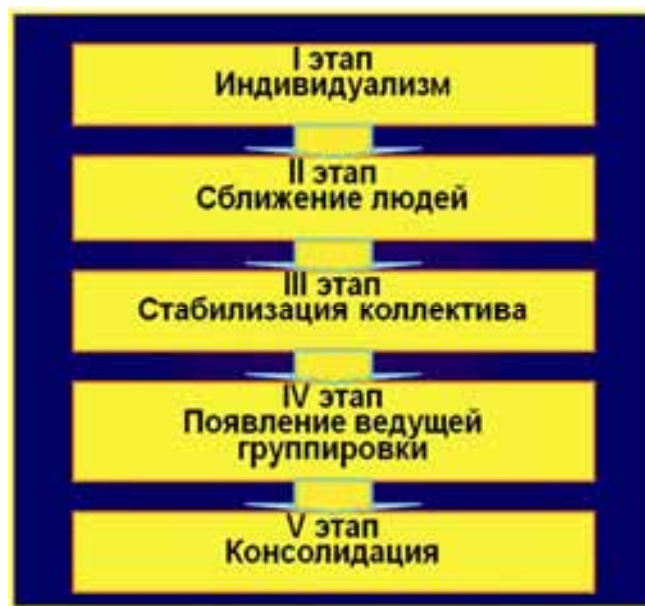 I этап
Индивидуализм
II этап
Сближение людей
III этап
Стабилизация коллектива
IV этап
Появление ведущей
группировки
V этап
Консолидация